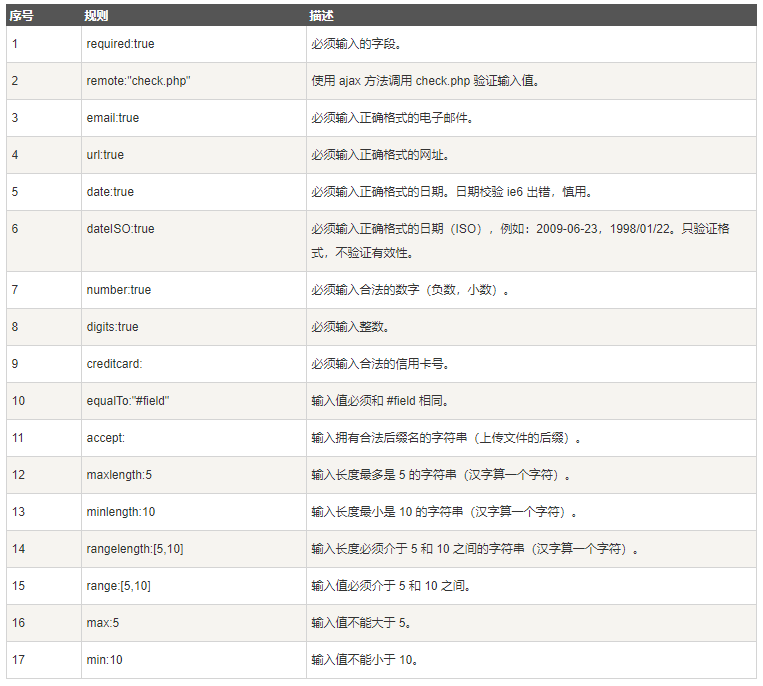 序号 规则 描述
1 required:true 必须输入的字段。
2 remote:"check.php" 使用 ajax 方法调用 check.php 验证输入值。
3 email:true 必须输入正确格式的电子邮件。
4 url:true 必须输入正确格式的网址。
5 date:true 必须输入正确格式的日期。日期校验 ie6 出错，慎用。
6 dateISO:true 必须输入正确格式的日期（ISO），例如：2009-06-23，1998/01/22。只验证格
式，不验证有效性。
7 number:true 必须输入合法的数字（负数，小数）。
8 digits:true 必须输入整数。
9 creditcard: 必须输入合法的信用卡号。
10 equalTo:"#field" 输入值必须和 #field 相同。
11 accept: 输入拥有合法后缀名的字符串（上传文件的后缀）。
12 maxlength:5 输入长度最多是 5 的字符串（汉字算一个字符）。
13 minlength:10 输入长度最小是 10 的字符串（汉字算一个字符）。
14 rangelength:[5,10] 输入长度必须介于 5 和 10 之间的字符串（汉字算一个字符）。
15 range:[5,10] 输入值必须介于 5 和 10 之间。
16 max:5 输入值不能大于 5。
17 min:10 输入值不能小于 10。